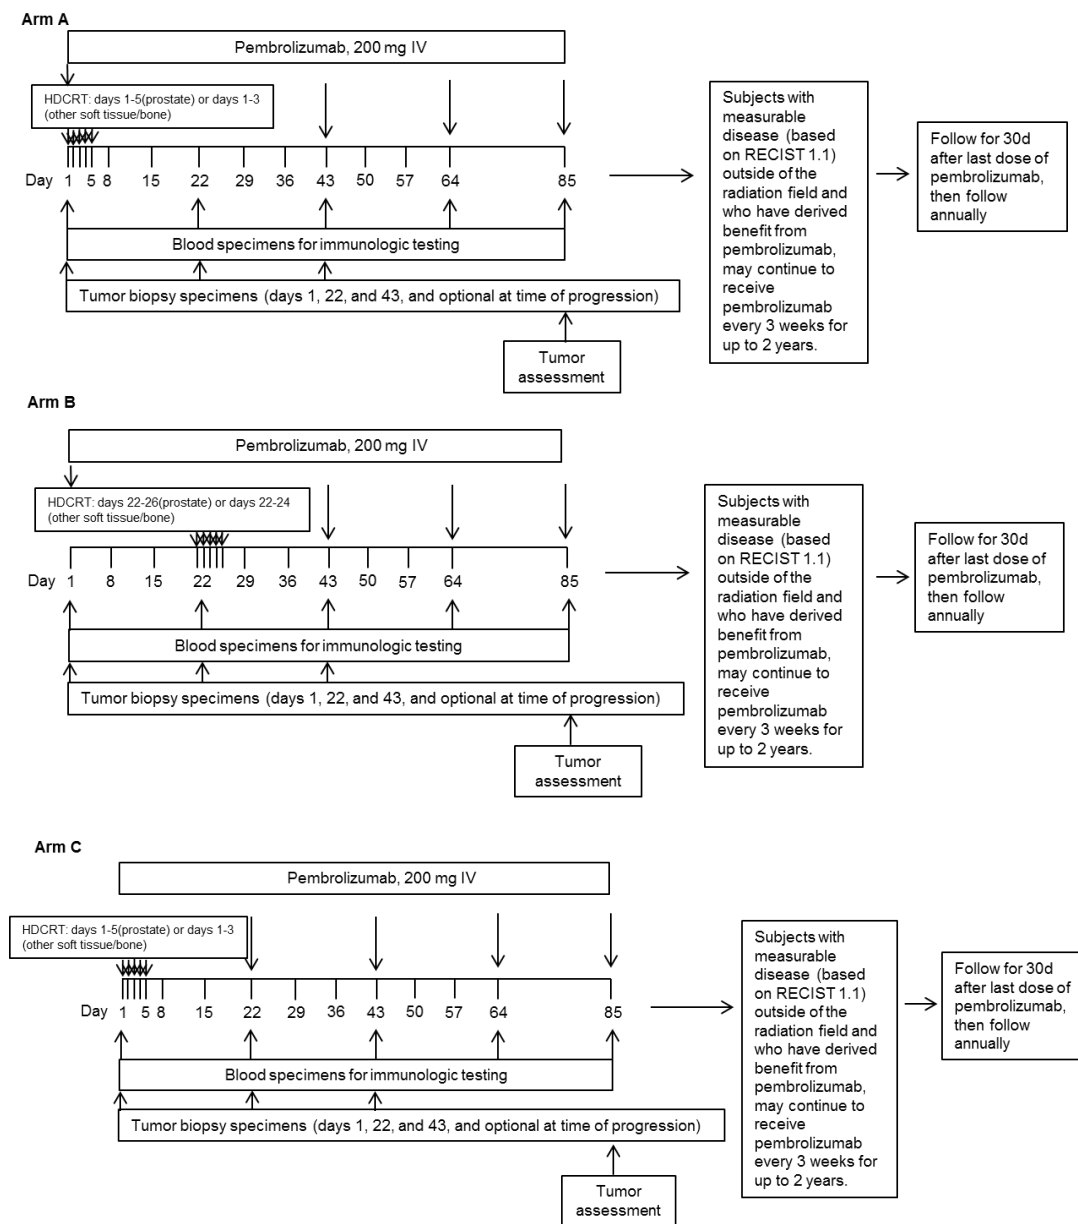 Arm A
Pembrolizumab, 200 mg IV
HDCRT: days 1-5(prostate) or days 1-3
(other soft tissue/bone)
Day 1 5 8 15 22 29 36 43 50 57 64 85
Blood specimens for immunologic testing
Tumor biopsy specimens (days 1, 22, and 43, and optional at time of progression)
Tumor
assessment
Subjects with
measurable
disease (based
on RECIST 1.1)
outside of the
radiation field and
who have derived
benefit from
pembrolizumab,
may continue to
receive
pembrolizumab
every 3 weeks for
up to 2 years.
Follow for 30d
after last dose of
pembrolizumab,
then follow
annually
Arm B
Pembrolizumab, 200 mg IV
HDCRT: days 22-26(prostate) or days 22-24
(other soft tissue/bone)
Day 1 8 15 22 29 36 43 50 57 64 85
Blood specimens for immunologic testing
Tumor biopsy specimens (days 1, 22, and 43, and optional at time of progression)
Tumor
assessment
Subjects with
measurable
disease (based
on RECIST 1.1)
outside of the
radiation field and
who have derived
benefit from
pembrolizumab,
may continue to
receive
pembrolizumab
every 3 weeks for
up to 2 years.
Follow for 30d
after last dose of
pembrolizumab,
then follow
annually
Arm C
Pembrolizumab, 200 mg IV
HDCRT: days 1-5(prostate) or days 1-3
(other soft tissue/bone)
Day 1 5 8 15 22 29 36 43 50 57 64 85
Blood specimens for immunologic testing
Tumor biopsy specimens (days 1, 22, and 43, and optional at time of progression)
Tumor
assessment
Subjects with
measurable
disease (based
on RECIST 1.1)
outside of the
radiation field and
who have derived
benefit from
pembrolizumab,
may continue to
receive
pembrolizumab
every 3 weeks for
up to 2 years.
Follow for 30d
after last dose of
pembrolizumab,
then follow
annually